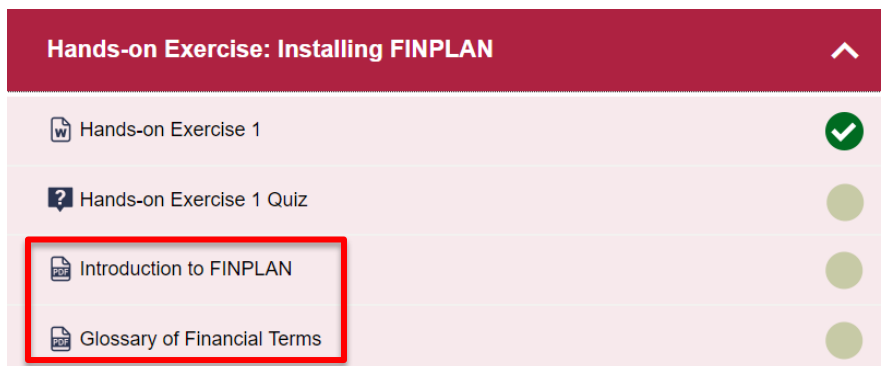 Hands-on Exercise: Installing FINPLAN
Hands-on Exercise 1
Hands-on Exercise 1 Quiz
Introduction to FINPLAN
Glossary of Financial Terms